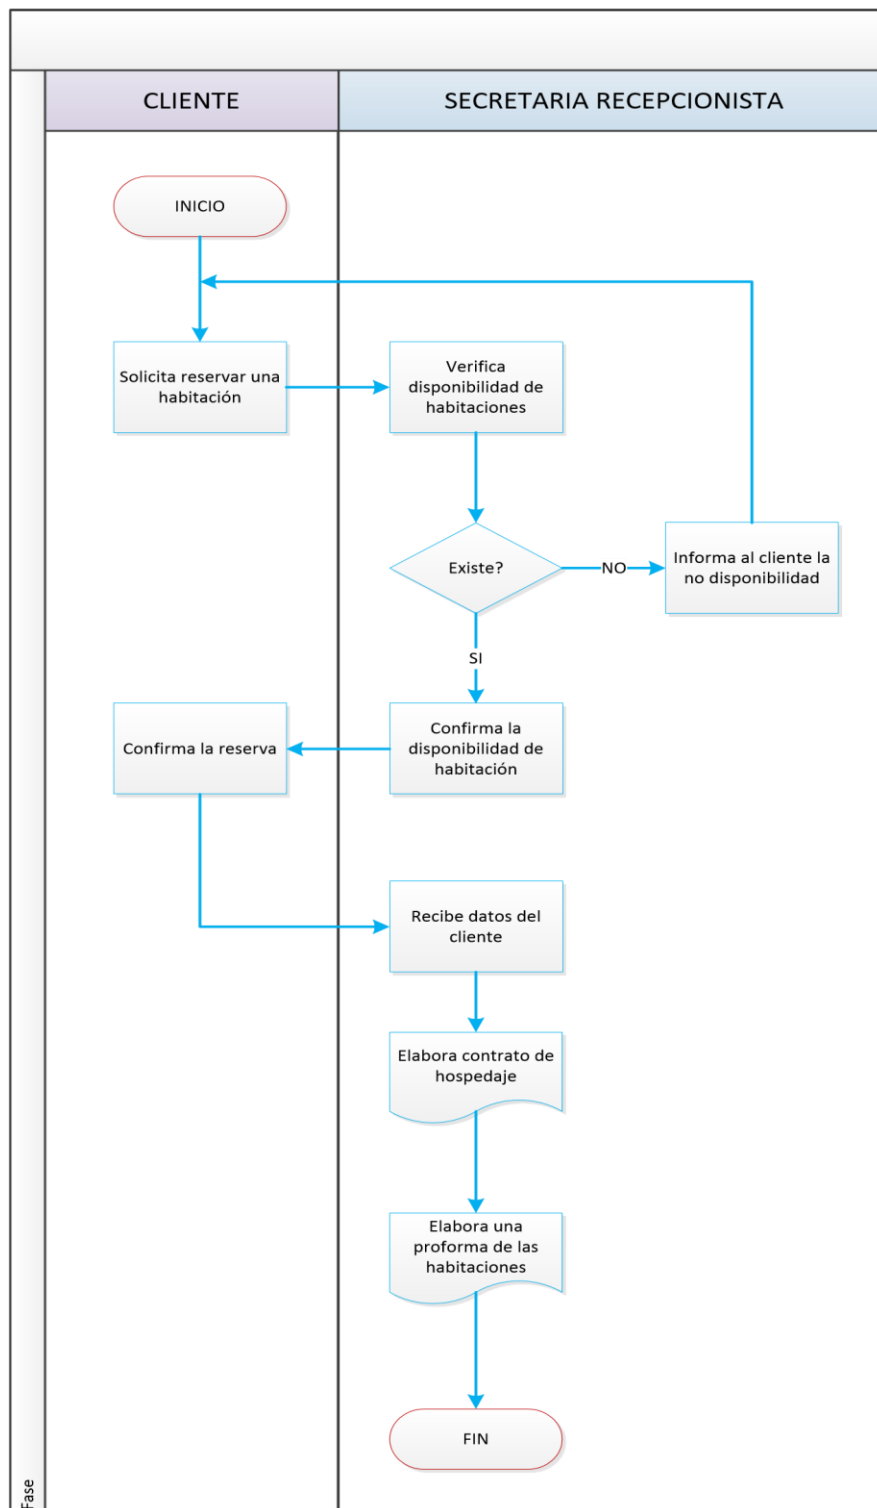 CLIENTE
SECRETARIA RECEPCIONISTA
INICIO
Solicita reservar una
habitación
Verifica
disponibilidad de
habitaciones
Existe?
NO
Informa al cliente la
no disponibilidad
SI
Confirma la reserva
Confirma la
disponibilidad de
habitación
Recibe datos del
cliente
Elabora contrato de
hospedaje
Elabora una
proforma de las
habitaciones
FIN
Fase